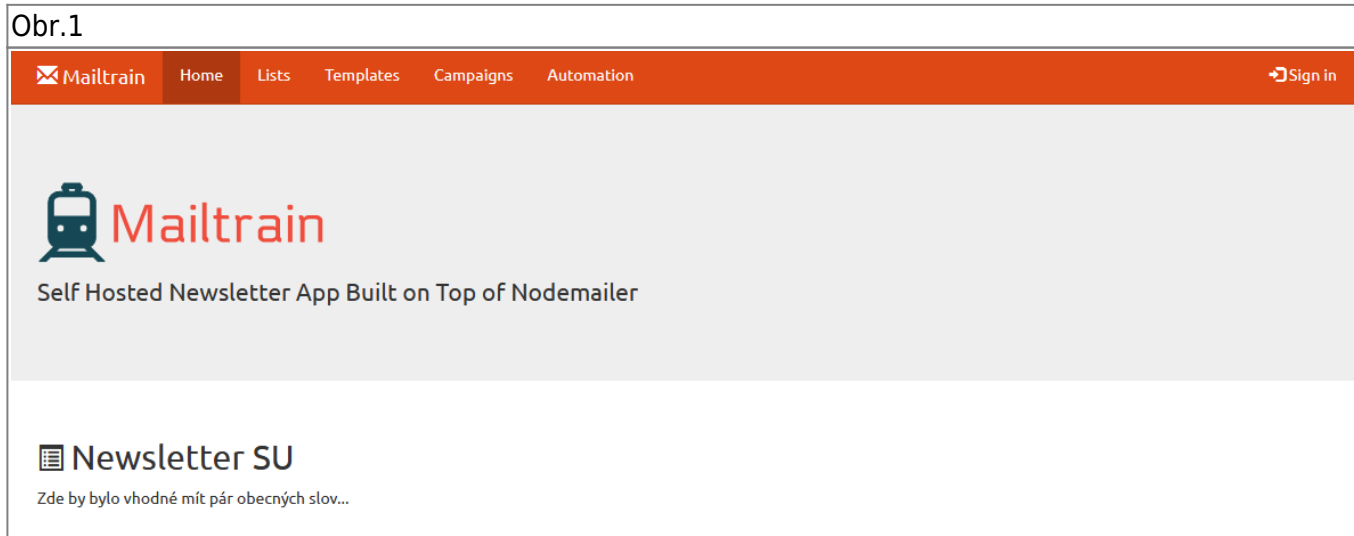 Obr.1
Mailtrain Home Lists Templates Campaigns Automation Sign in
Mailtrain
Self Hosted Newsletter App Built on Top of Nodemailer
Newsletter SU
Zde by bylo vhodné mít pár obecných slov...